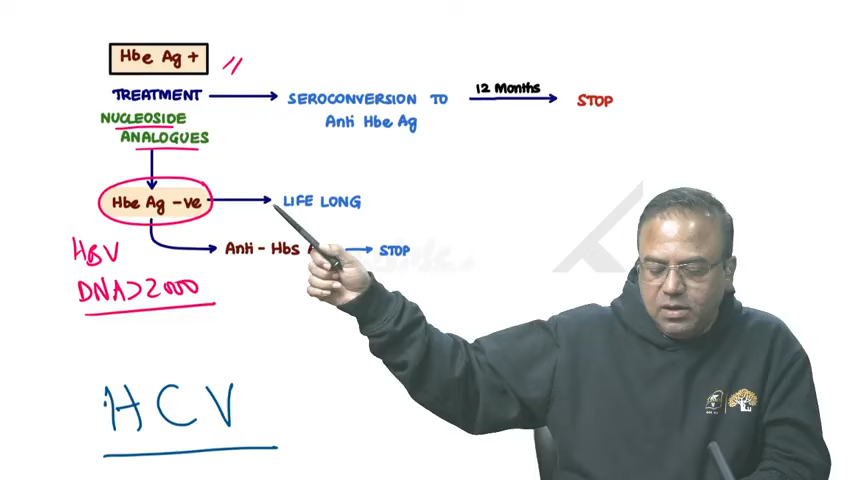 Hbe Ag +
TREATMENT
SEROCONVERSION TO
Anti Hbe Ag
12 Months
STOP
NUCLEOSIDE
ANALOGUES
Hbe Ag -ve
LIFE LONG
Anti - Hbs
STOP
HBV
DNA > 2000
HCV